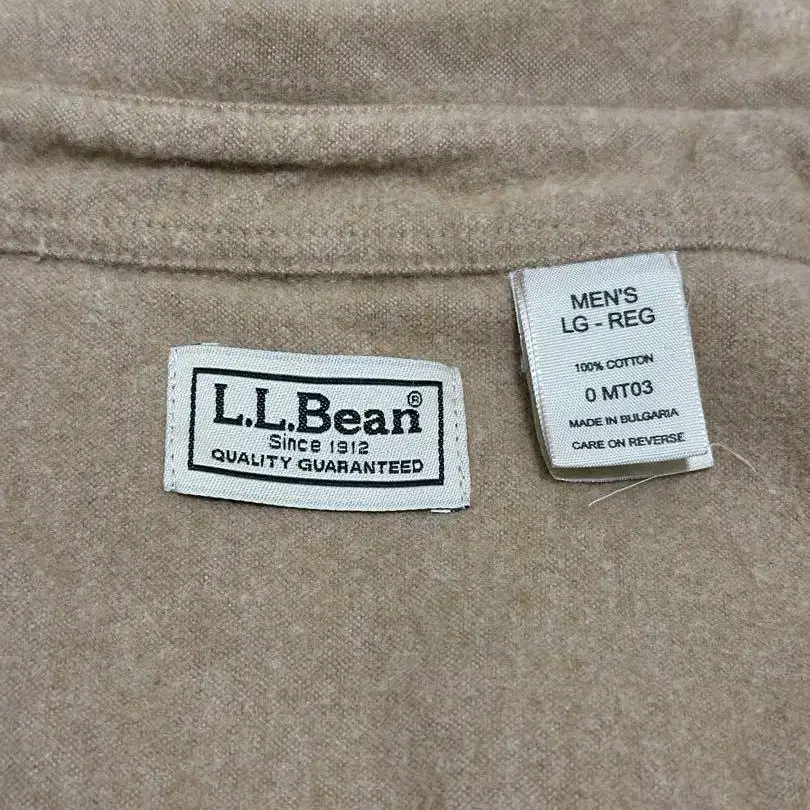 L.L.Bean®
Since 1912
QUALITY GUARANTEED
MEN'S
LG - REG
100% COTTON
0 MT03
MADE IN BULGARIA
CARE ON REVERSE